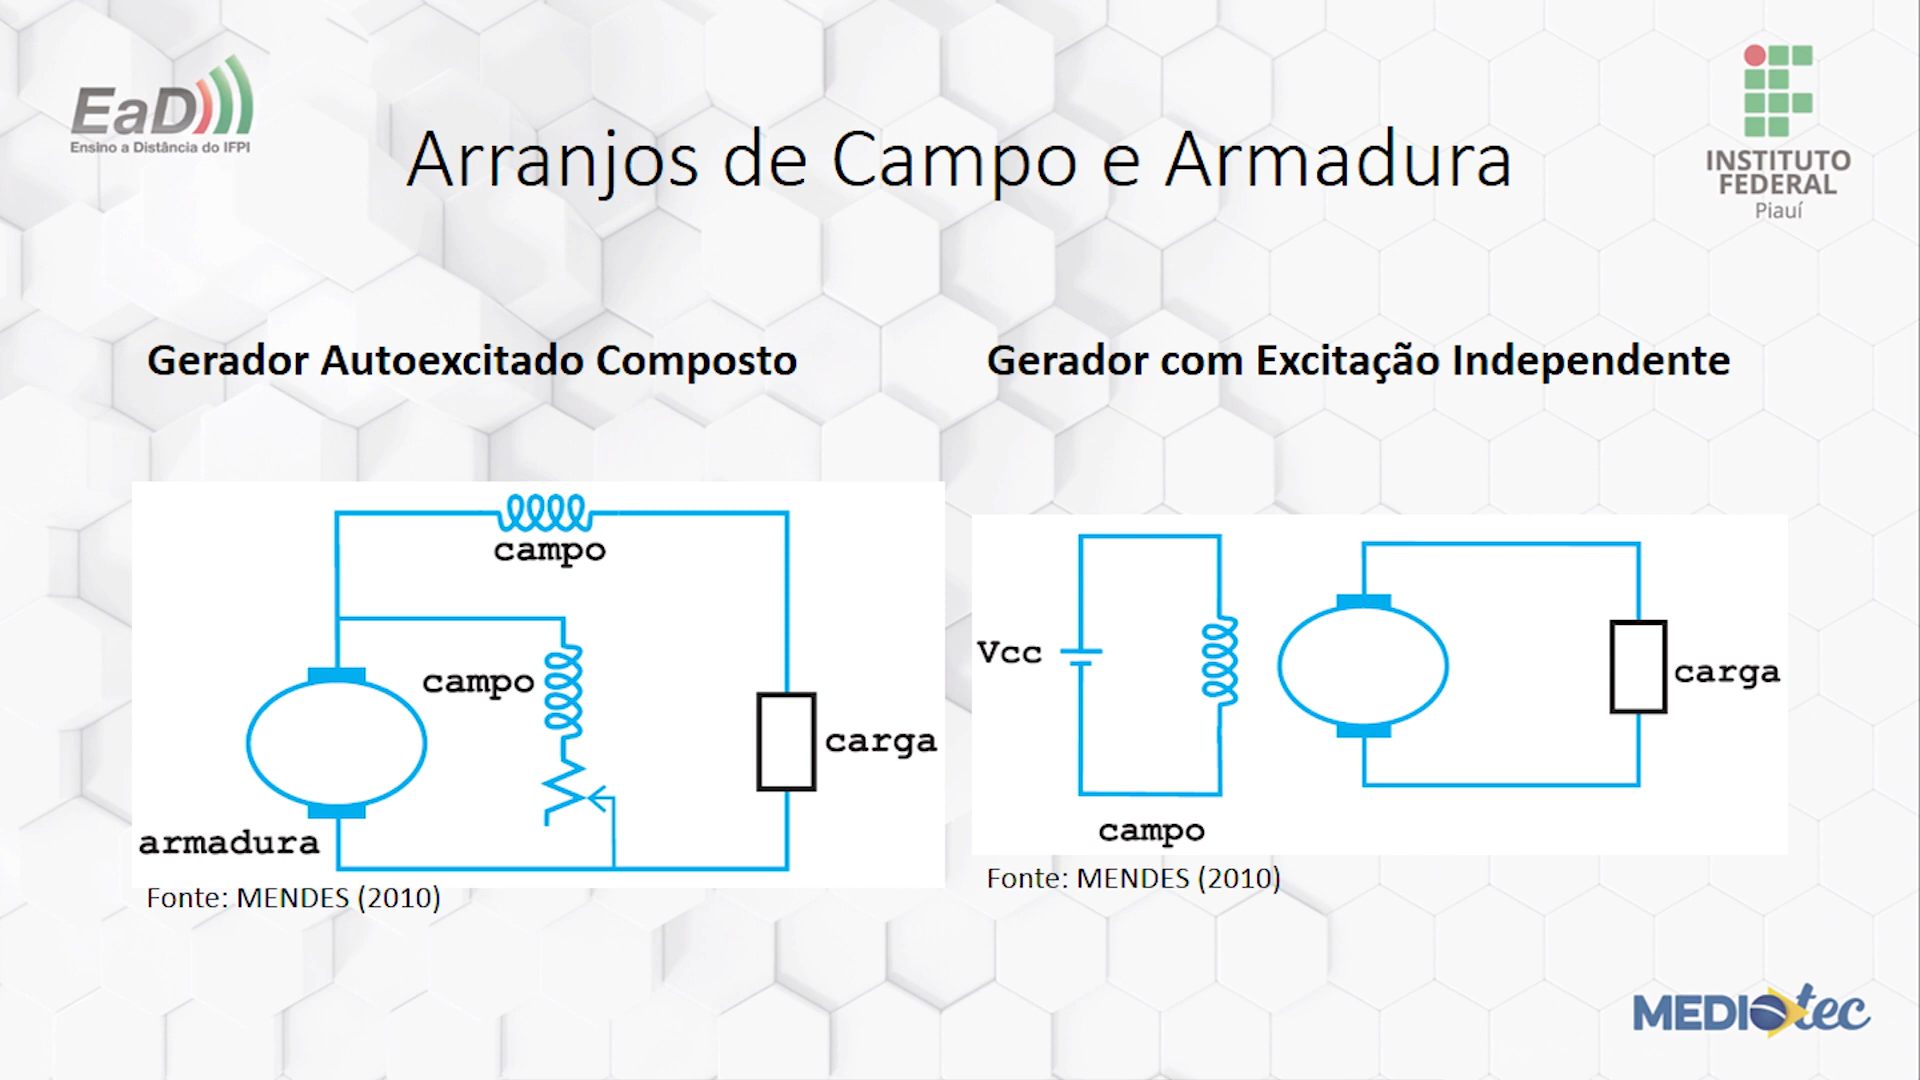 EaD
Ensino a Distância do IFPI
Arranjos de Campo e Armadura
INSTITUTO
FEDERAL
Piauí
Gerador Autoexcitado Composto
campo
campo
carga
armadura
Fonte: MENDES (2010)
Gerador com Excitação Independente
Vcc
carga
campo
Fonte: MENDES (2010)
MEDIOtec